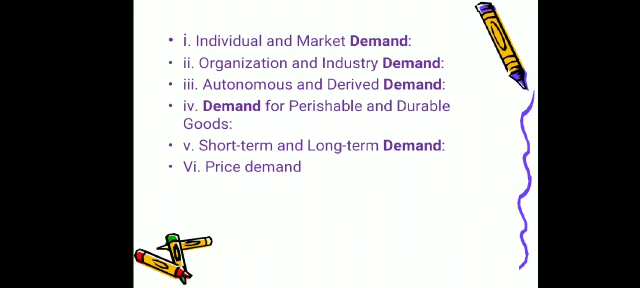 • i. Individual and Market Demand:
• ii. Organization and Industry Demand:
• iii. Autonomous and Derived Demand:
• iv. Demand for Perishable and Durable
Goods:
• v. Short-term and Long-term Demand:
• Vi. Price demand